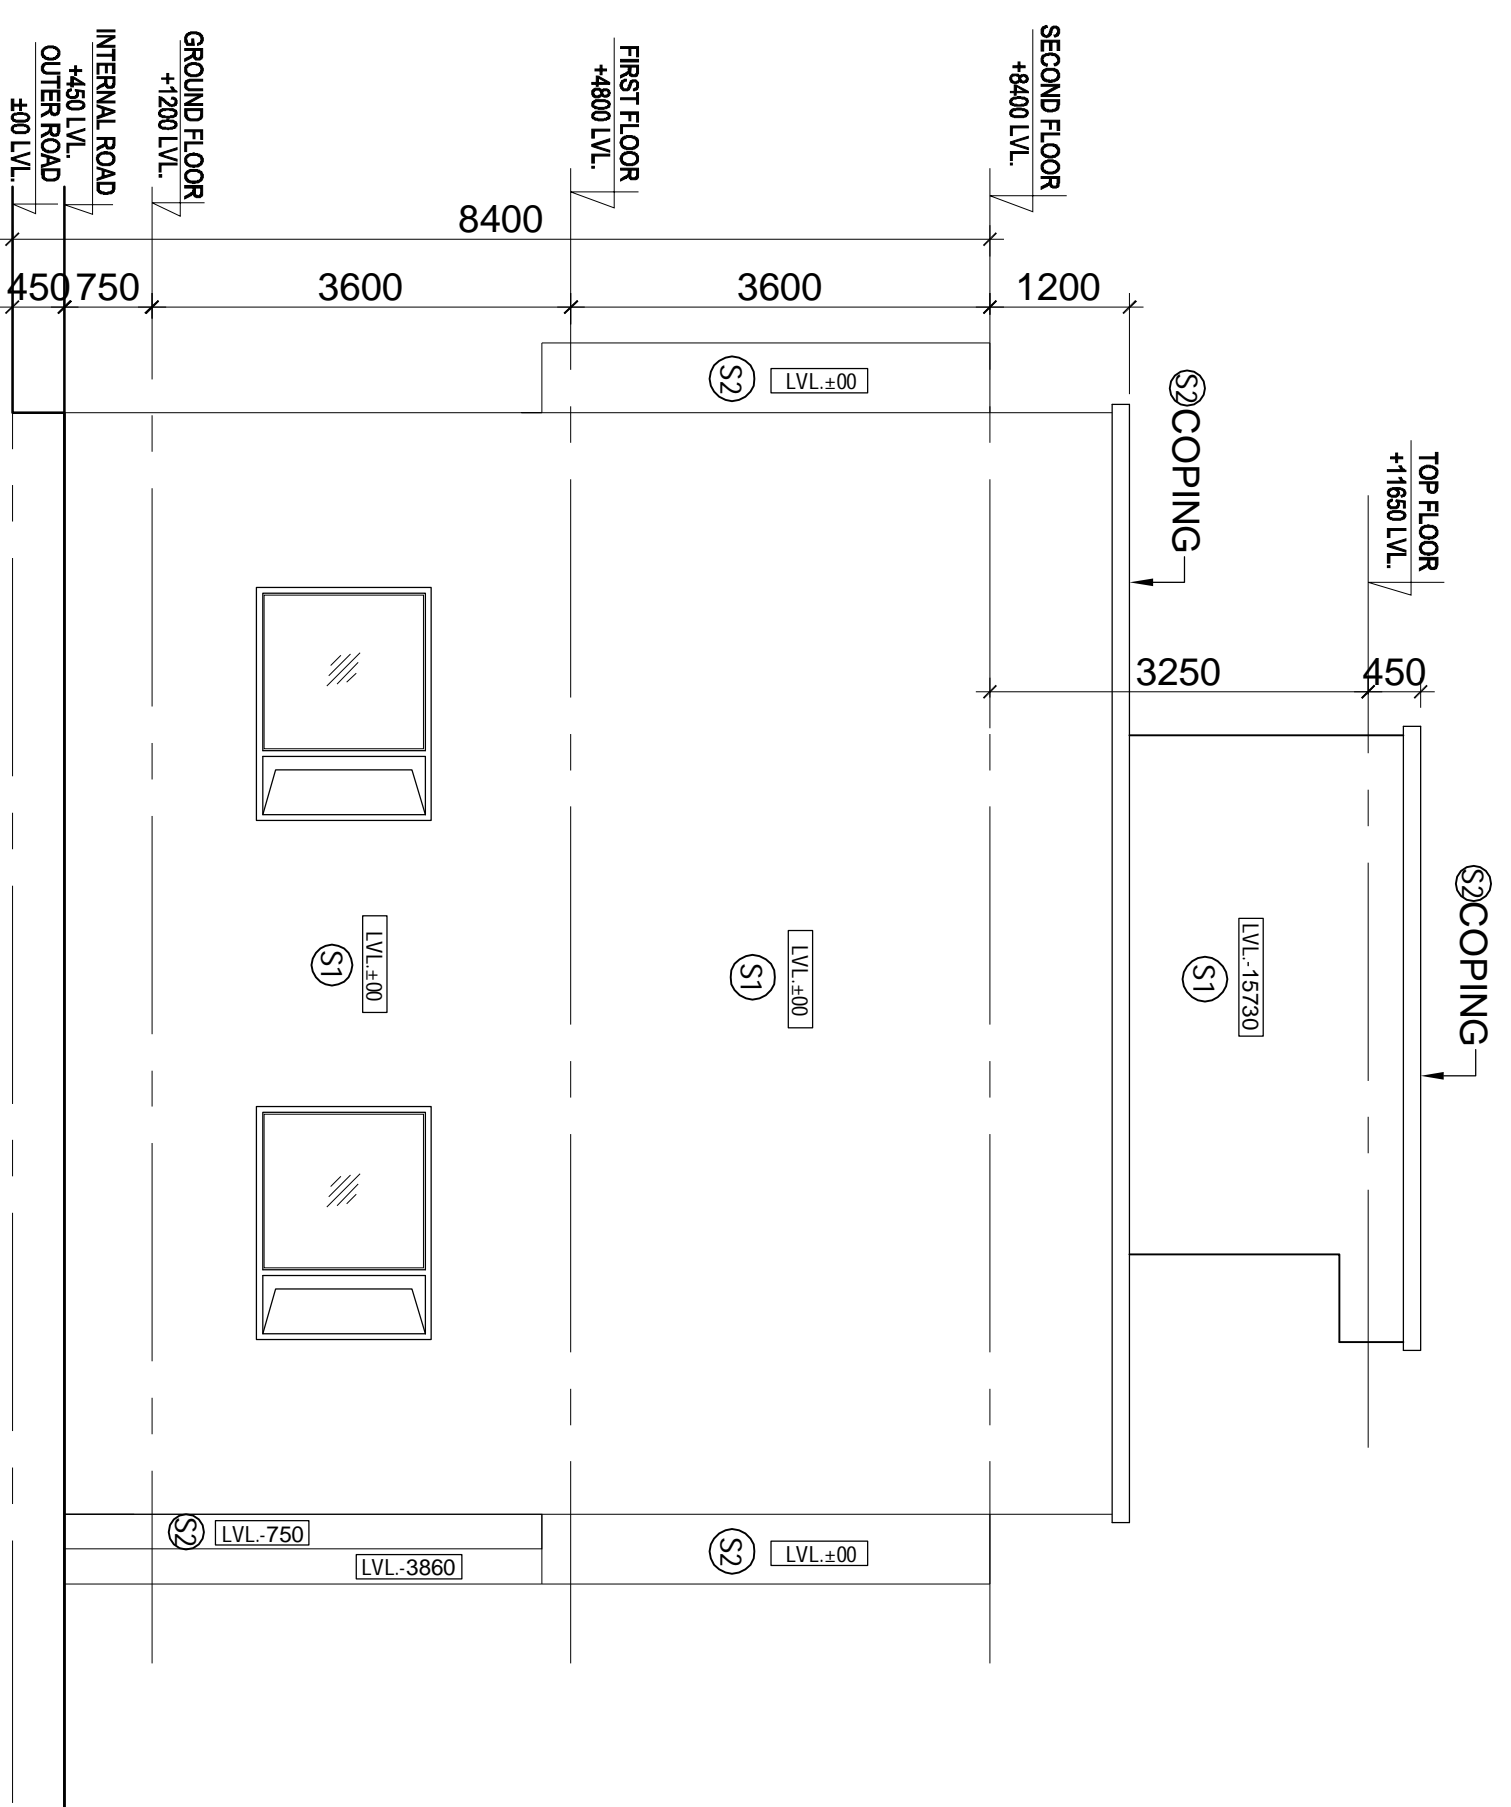 SECOND FLOOR
+8400 LVL.
FIRST FLOOR
+4800 LVL.
GROUND FLOOR
+1200 LVL.
INTERNAL ROAD
+450 LVL.
OUTER ROAD
±00 LVL.
8400
450
750
3600
3600
1200
S2
LVL.±00
S2 COPING
TOP FLOOR
+11650 LVL.
3250
450
S2 COPING
LVL.-15730
S1
LVL.±00
S1
LVL.±00
S1
S2
LVL.-750
LVL.-3860
S2
LVL.±00